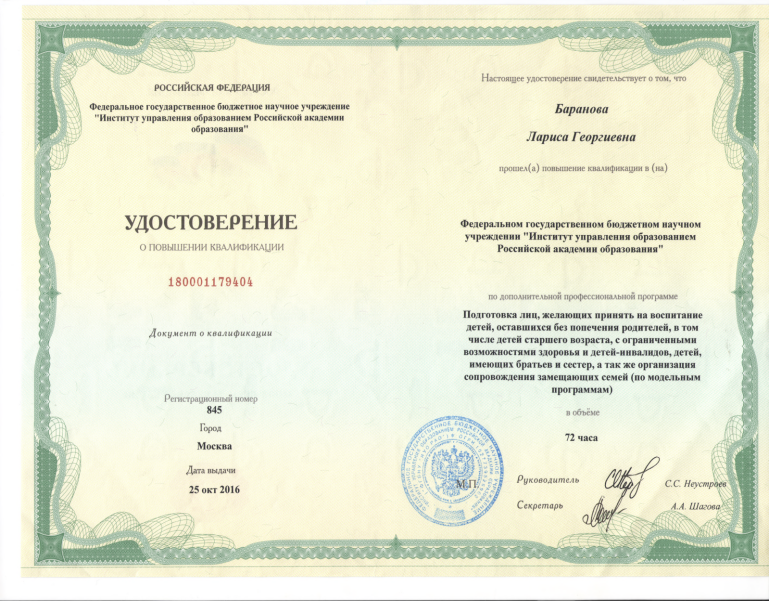 РОССИЙСКАЯ ФЕДЕРАЦИЯ
Федеральное государственное бюджетное научное учреждение
"Институт управления образованием Российской академии
образования"
УДОСТОВЕРЕНИЕ
О ПОВЫШЕНИИ КВАЛИФИКАЦИИ
180001179404
Документ о квалификации
Регистрационный номер
845
Город
Москва
Дата выдачи
25 окт 2016
Настоящее удостоверение свидетельствует о том, что
Баранова
Лариса Георгиевна
прошел(а) повышение квалификации в (на)
Федеральном государственном бюджетном научном
учреждении "Институт управления образованием
Российской академии образования"
по дополнительной профессиональной программе
Подготовка лиц, желающих принять на воспитание
детей, оставшихся без попечения родителей, в том
числе детей старшего возраста, с ограниченными
возможностями здоровья и детей-инвалидов, детей,
имеющих братьев и сестер, а так же организация
сопровождения замещающих семей (по модельным
программам)
в объёме
72 часа
М.П.
Руководитель С.С. Неустроев
Секретарь А.А. Шагова